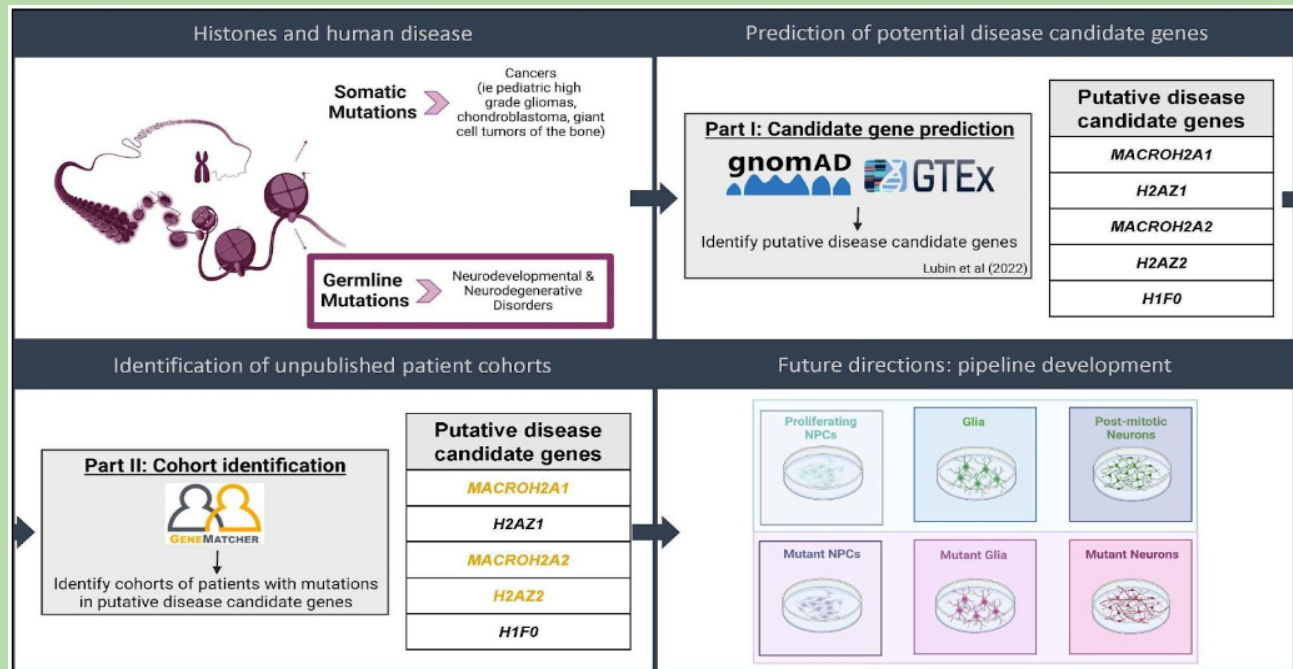 Histones and human disease
Somatic
Mutations
Cancers
(ie pediatric high
grade gliomas,
chondroblastoma, giant
cell tumors of the bone)
Germline
Mutations
Neurodevelopmental &
Neurodegenerative
Disorders
Prediction of potential disease candidate genes
Part I: Candidate gene prediction
gnomAD
GTEx
Identify putative disease candidate genes
Lubin et al (2022)
Putative disease
candidate genes
MACROH2A1
H2AZ1
MACROH2A2
H2AZ2
H1F0
Identification of unpublished patient cohorts
Part II: Cohort identification
GENEMATCHER
Identify cohorts of patients with mutations
in putative disease candidate genes
Putative disease
candidate genes
MACROH2A1
H2AZ1
MACROH2A2
H2AZ2
H1F0
Future directions: pipeline development
Proliferating
NPCs
Glia
Post-mitotic
Neurons
Mutant NPCs
Mutant Glia
Mutant Neurons